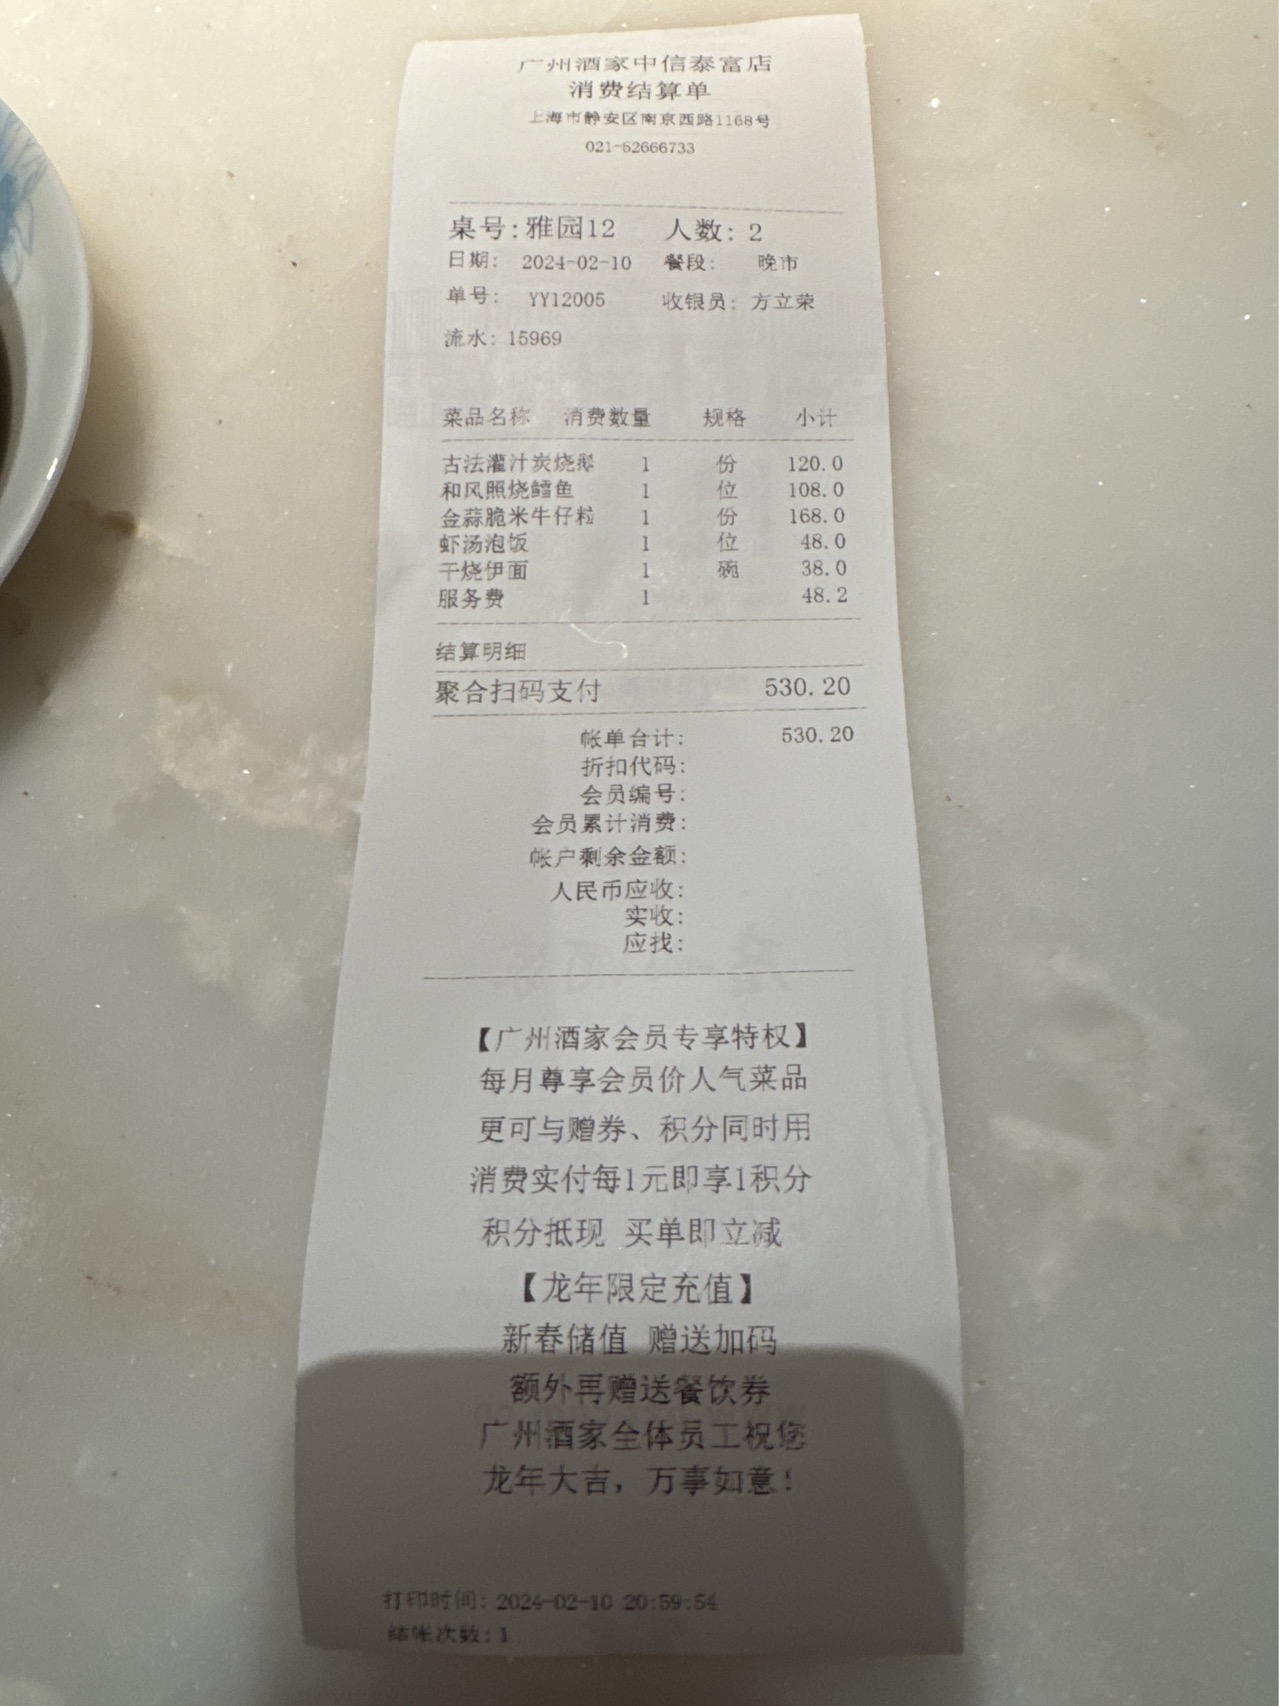 广州酒家中信泰富店
消费结算单
上海市静安区南京西路1168号
021-52666733
桌号:雅园12 人数: 2
日期: 2024-02-10 餐段: 晚市
单号: YY12005 收银员: 方立荣
流水: 15969
菜品名称 消费数量 规格 小计
古法灌汁炭烧鹅 1 份 120.0
和风照烧鳕鱼 1 位 108.0
金蒜脆米牛仔粒 1 份 168.0
虾汤泡饭 1 位 48.0
干烧伊面 1 碗 38.0
服务费 1 48.2
结算明细
聚合扫码支付 530.20
帐单合计: 530.20
折扣代码:
会员编号:
会员累计消费:
帐户剩余金额:
人民币应收:
实收:
应找:
【广州酒家会员专享特权】
每月尊享会员价人气菜品
更可与赠券、积分同时用
消费实付每1元即享1积分
积分抵现 买单即立减
【龙年限定充值】
新春储值 赠送加码
额外再赠送餐饮券
广州酒家全体员工祝您
龙年大吉，万事如意!
打印时间: 2024-02-10 20:59:54
结帐次数: 1